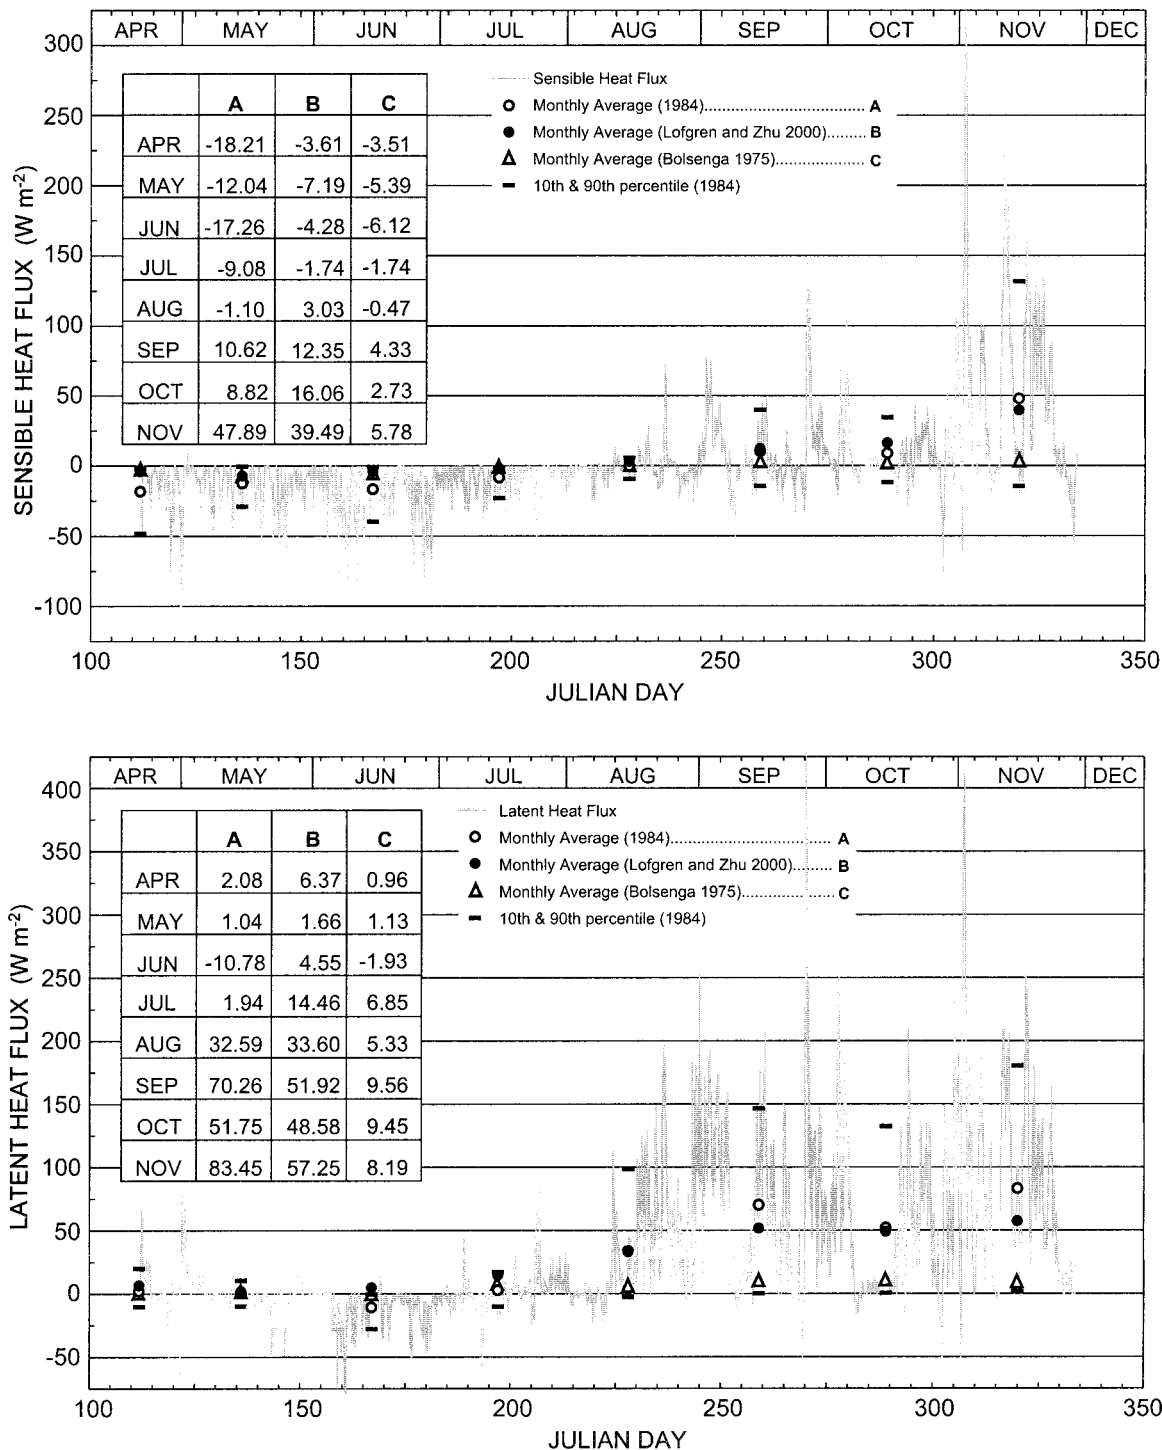 APR MAY JUN JUL AUG SEP OCT NOV DEC
300
250
200
150
100
50
0
-50
-100
SENSIBLE HEAT FLUX (W m-2)
A B C
APR -18.21 -3.61 -3.51
MAY -12.04 -7.19 -5.39
JUN -17.26 -4.28 -6.12
JUL -9.08 -1.74 -1.74
AUG -1.10 3.03 -0.47
SEP 10.62 12.35 4.33
OCT 8.82 16.06 2.73
NOV 47.89 39.49 5.78
Sensible Heat Flux
Monthly Average (1984)........................................ A
Monthly Average (Lofgren and Zhu 2000)......... B
Monthly Average (Bolsenga 1975)...................... C
10th & 90th percentile (1984)
100 150 200 250 300 350
JULIAN DAY
APR MAY JUN JUL AUG SEP OCT NOV DEC
400
350
300
250
200
150
100
50
0
-50
LATENT HEAT FLUX (W m-2)
A B C
APR 2.08 6.37 0.96
MAY 1.04 1.66 1.13
JUN -10.78 4.55 -1.93
JUL 1.94 14.46 6.85
AUG 32.59 33.60 5.33
SEP 70.26 51.92 9.56
OCT 51.75 48.58 9.45
NOV 83.45 57.25 8.19
Latent Heat Flux
Monthly Average (1984)........................................ A
Monthly Average (Lofgren and Zhu 2000)......... B
Monthly Average (Bolsenga 1975)...................... C
10th & 90th percentile (1984)
100 150 200 250 300 350
JULIAN DAY